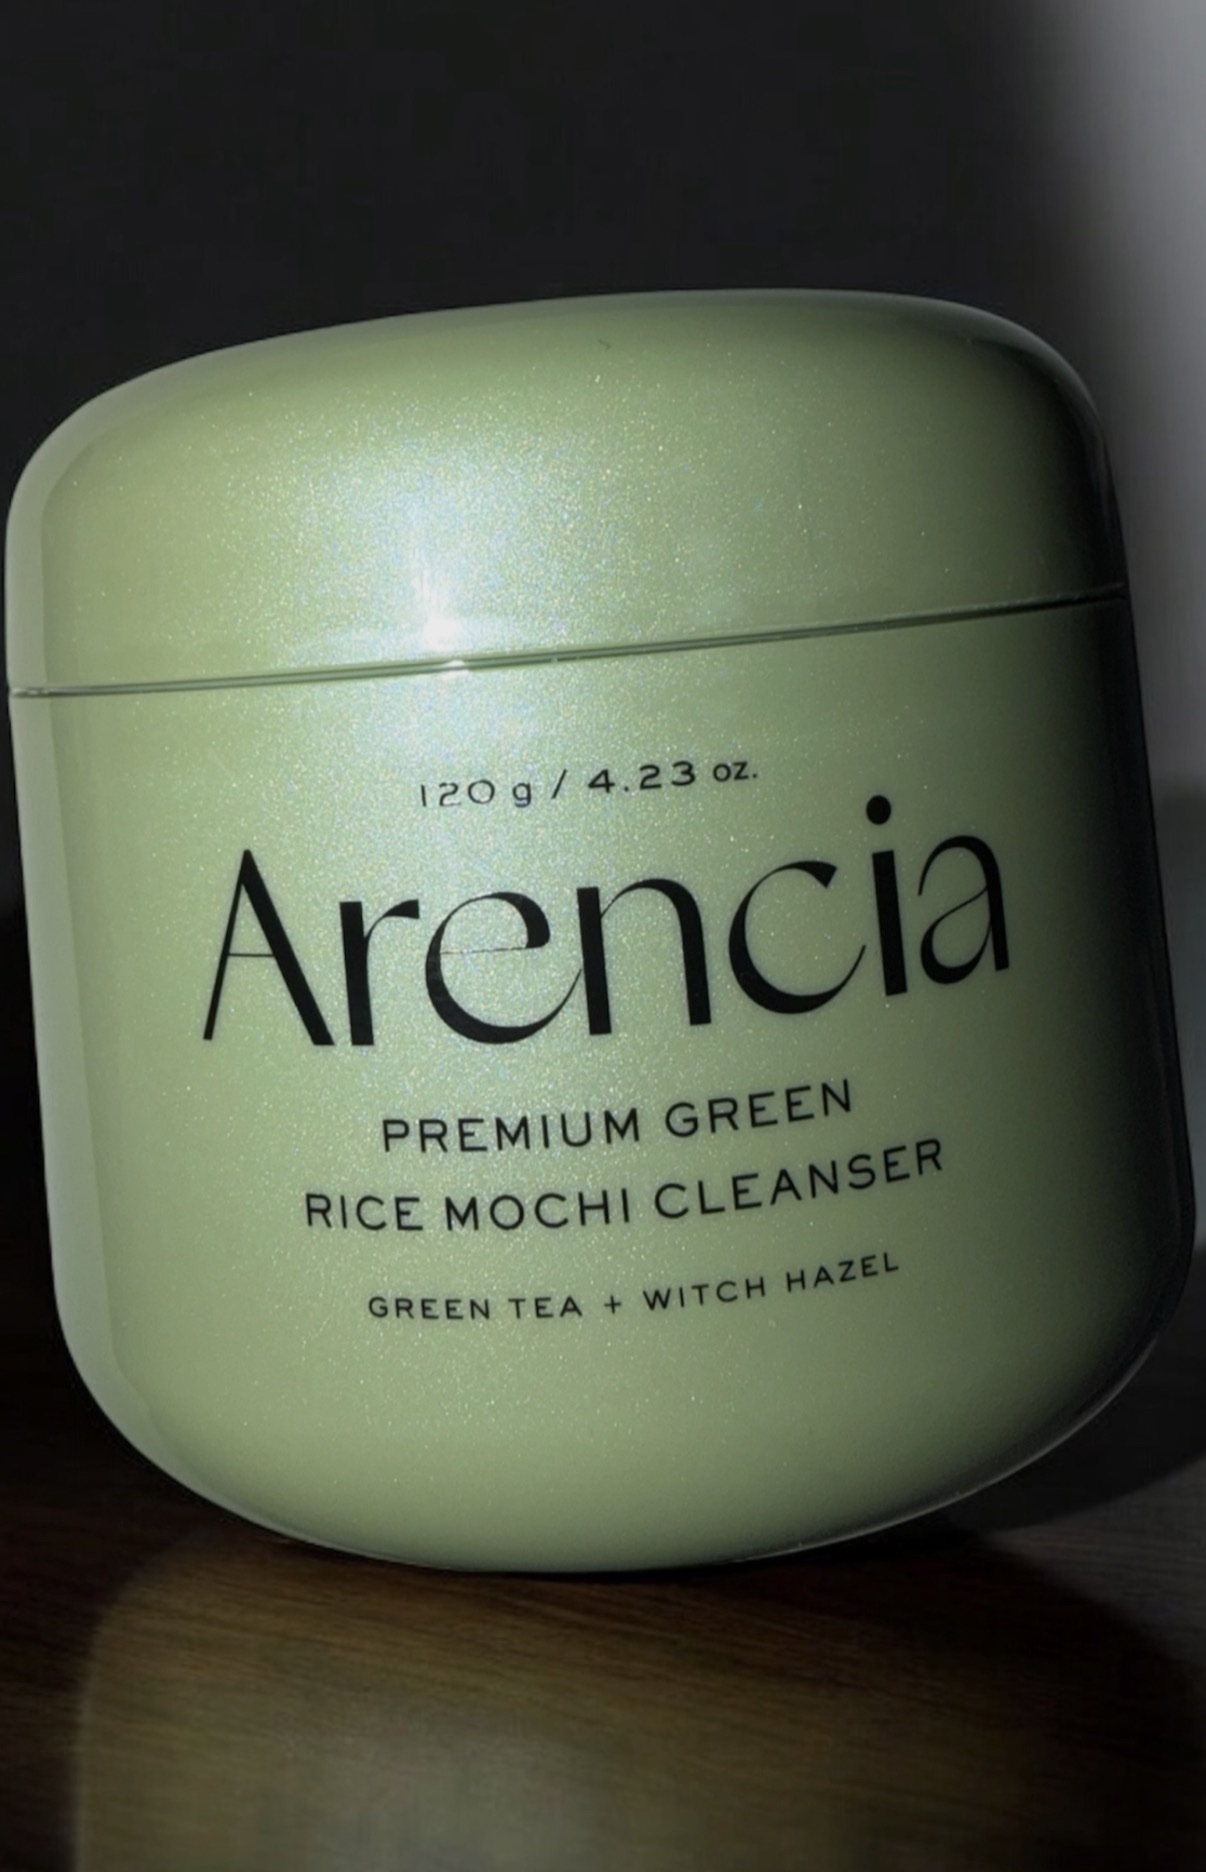 120 g / 4.23 oz.
Arencia
PREMIUM GREEN
RICE MOCHI CLEANSER
GREEN TEA + WITCH HAZEL